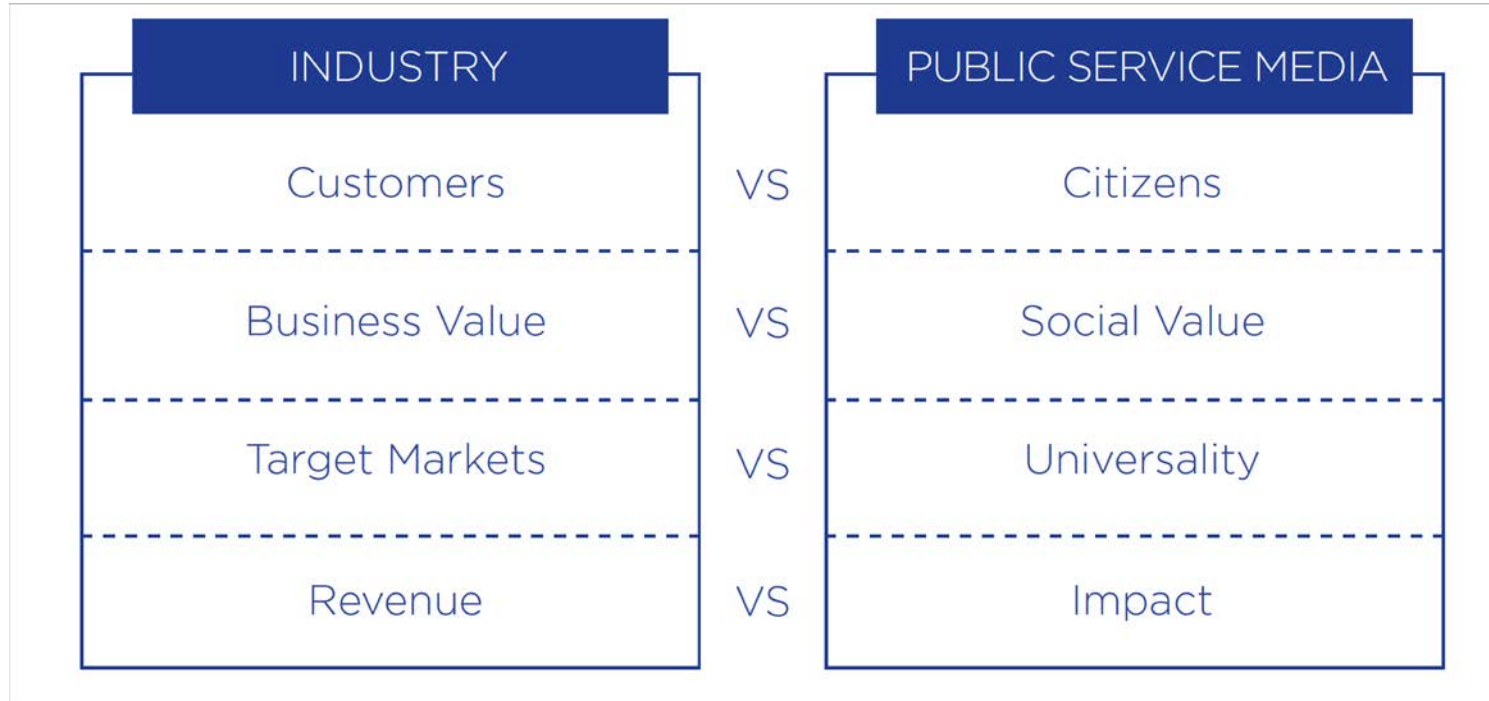 INDUSTRY
PUBLIC SERVICE MEDIA
Customers VS Citizens
Business Value VS Social Value
Target Markets VS Universality
Revenue VS Impact